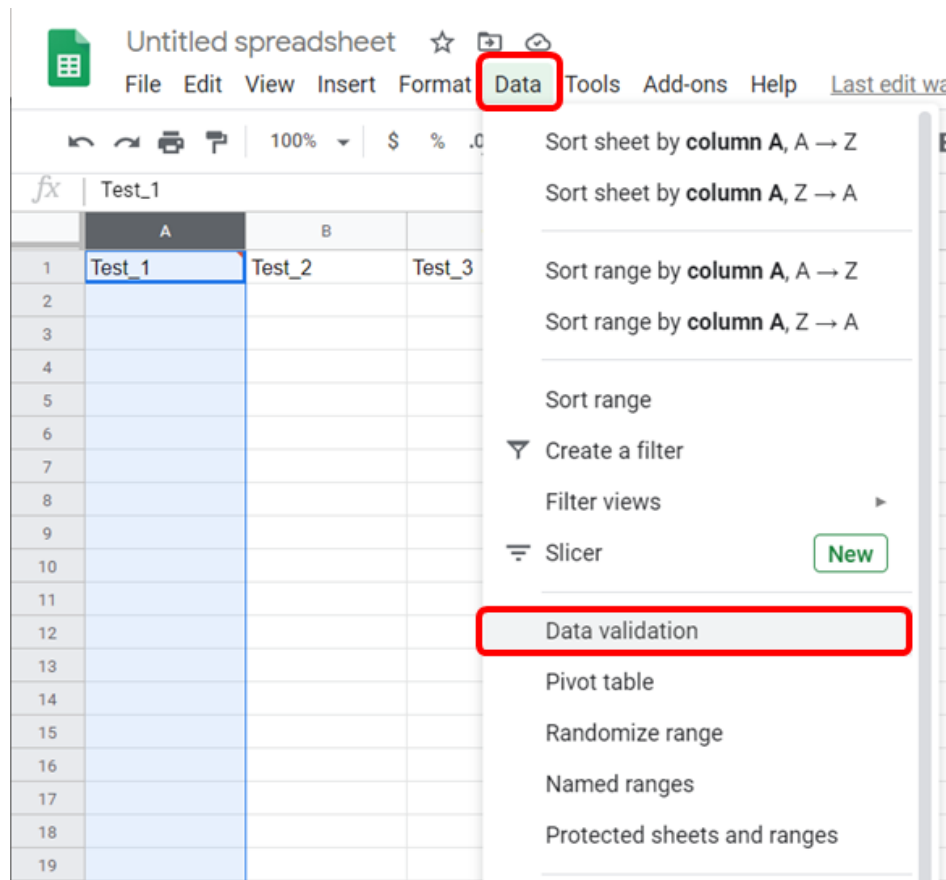 Untitled spreadsheet
File Edit View Insert Format Data Tools Add-ons Help Last edit wa
100% $ % .0
fx Test_1
A B
1 Test_1 Test_2 Test_3
2
3
4
5
6
7
8
9
10
11
12
13
14
15
16
17
18
19
Sort sheet by column A, A → Z
Sort sheet by column A, Z → A
Sort range by column A, A → Z
Sort range by column A, Z → A
Sort range
Create a filter
Filter views
Slicer New
Data validation
Pivot table
Randomize range
Named ranges
Protected sheets and ranges